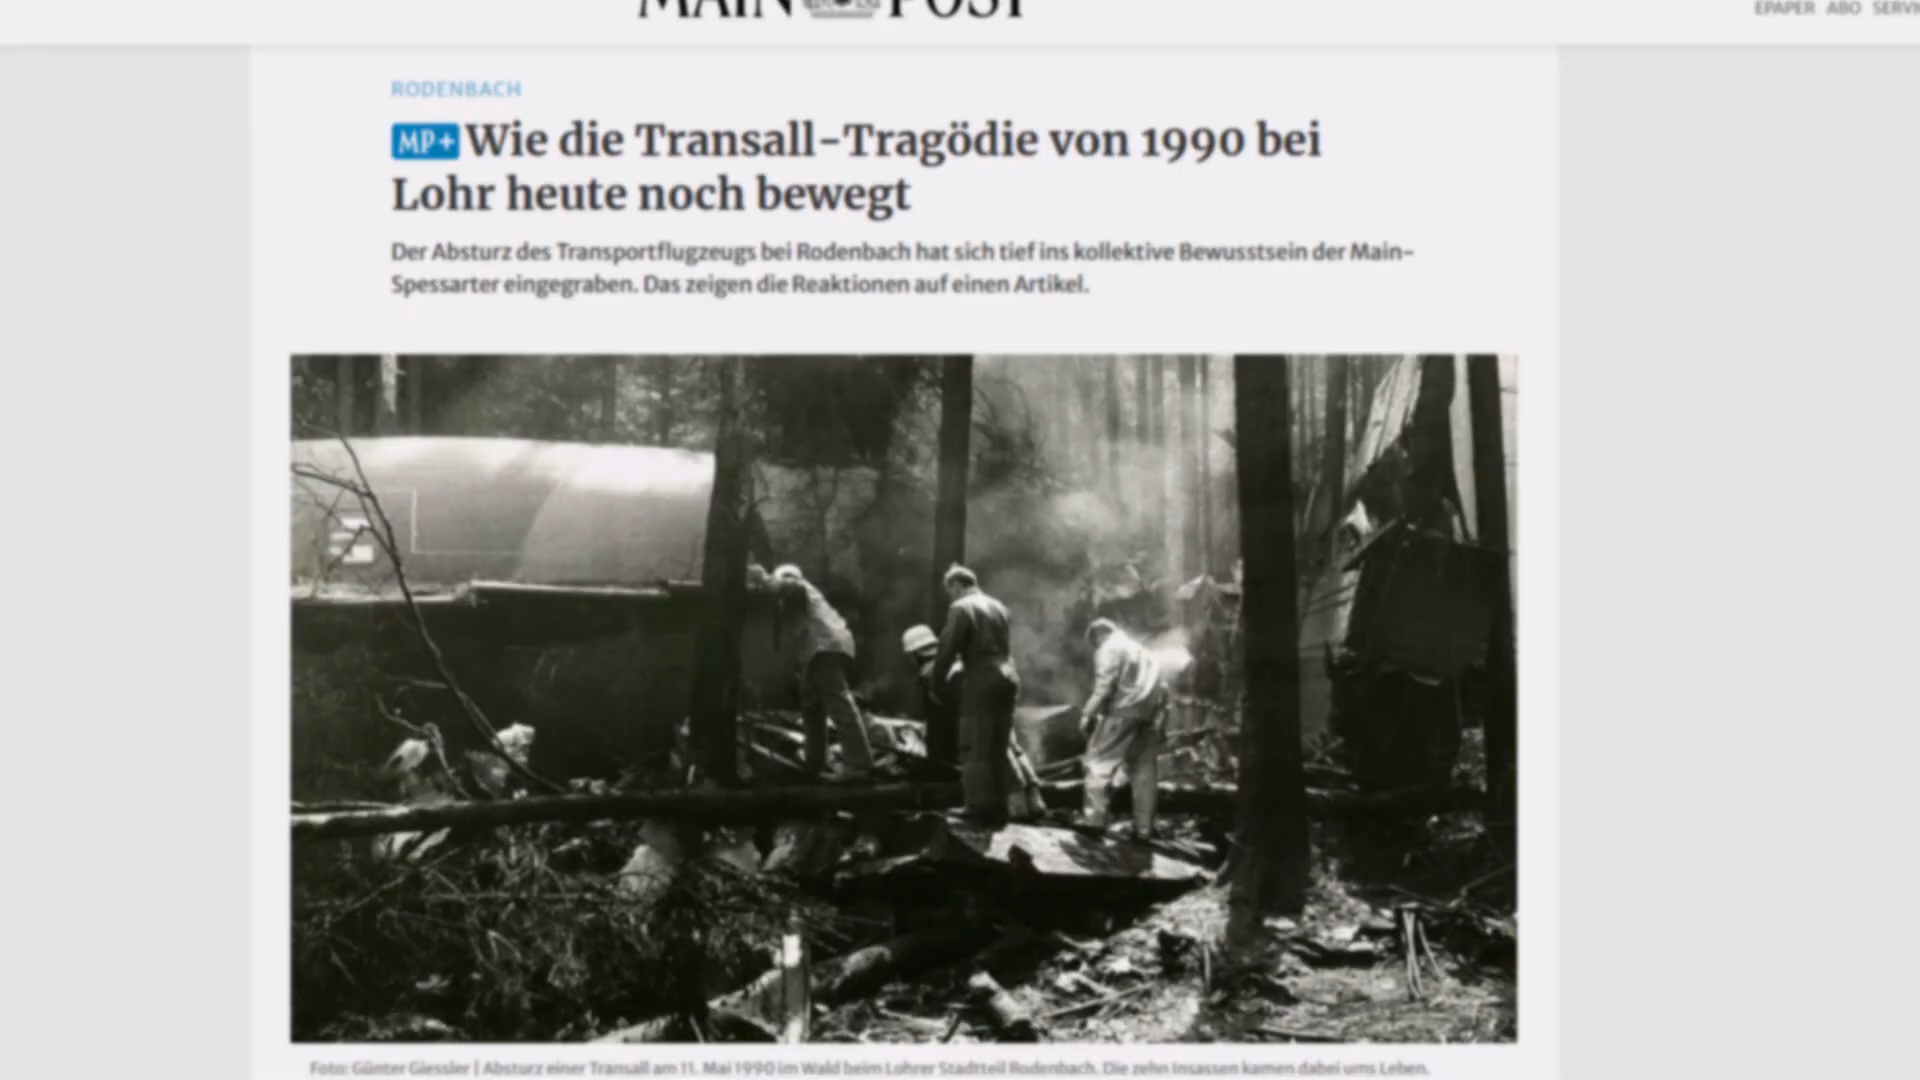 MAIN POST
EPAPER ABO
RODENBACH
MP+ Wie die Transall-Tragödie von 1990 bei
Lohr heute noch bewegt
Der Absturz des Transportflugzeugs bei Rodenbach hat sich tief ins kollektive Bewusstsein der Main-
Spessarter eingegraben. Das zeigen die Reaktionen auf einen Artikel.
Foto: Günter Giessler | Absturz einer Transall am 11. Mai 1990 im Wald beim Lohrer Stadtteil Rodenbach. Die zehn Insassen kamen dabei ums Leben.